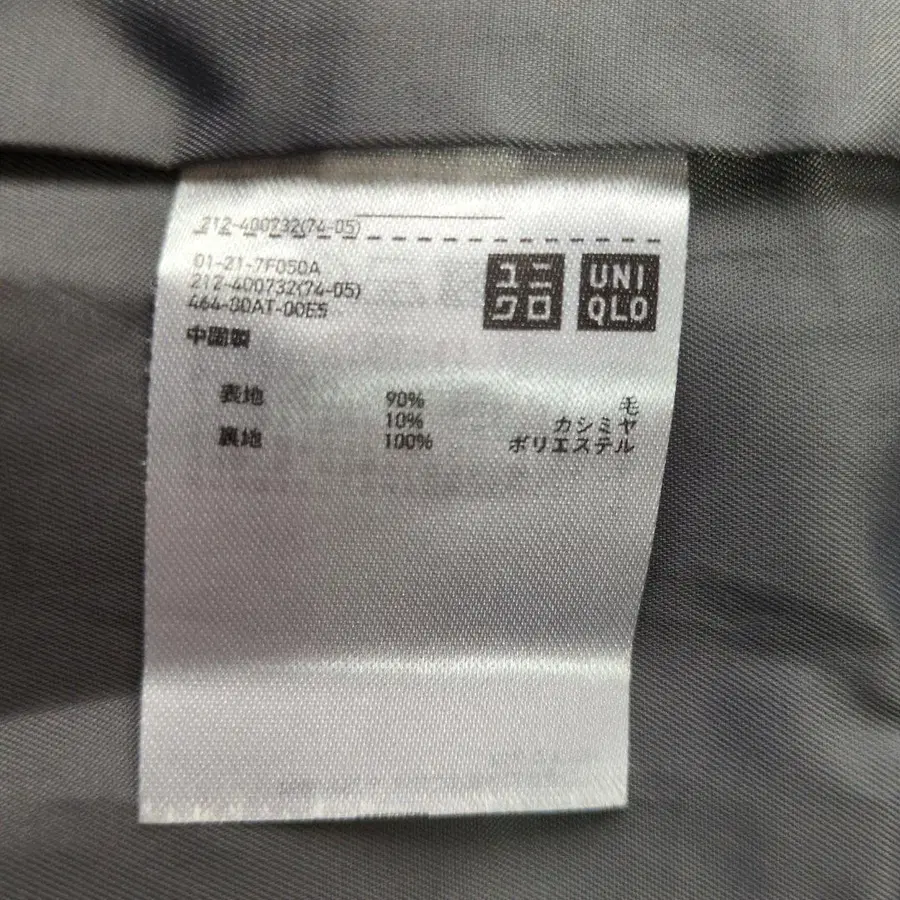 212-400732(74-05)
01-21-7F050A
212-400732(74-05)
464-00AT-00E5
ユニ
クロ
UNI
QLO
中国製
表地 90% 毛
10% カシミヤ
裏地 100% ポリエステル